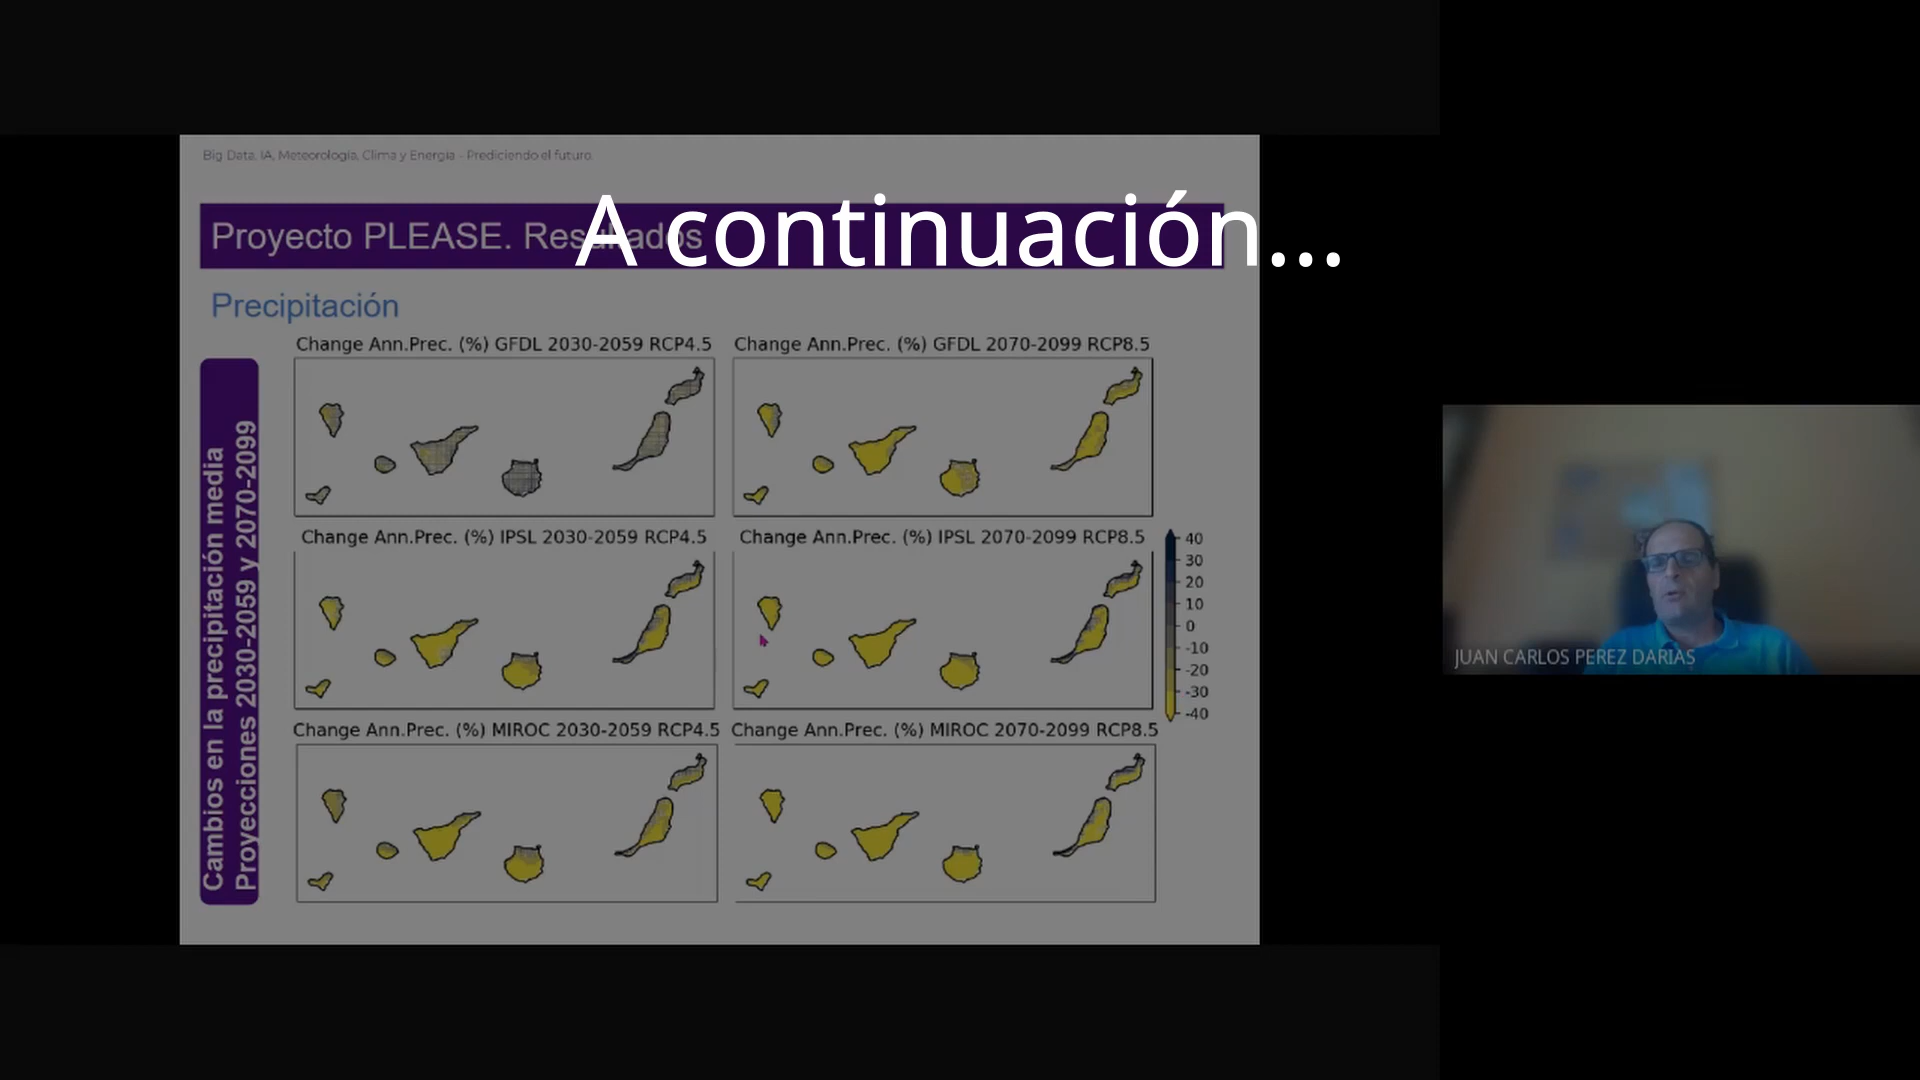 Big Data, IA, Meteorología, Clima y Energía - Prediciendo el futuro
Proyecto PLEASE. Resultados
A continuación...
Precipitación
Cambios en la precipitación media
Proyecciones 2030-2059 y 2070-2099
Change Ann.Prec. (%) GFDL 2030-2059 RCP4.5
Change Ann.Prec. (%) GFDL 2070-2099 RCP8.5
Change Ann.Prec. (%) IPSL 2030-2059 RCP4.5
Change Ann.Prec. (%) IPSL 2070-2099 RCP8.5
40
30
20
10
0
-10
-20
-30
-40
Change Ann.Prec. (%) MIROC 2030-2059 RCP4.5
Change Ann.Prec. (%) MIROC 2070-2099 RCP8.5
JUAN CARLOS PEREZ DARIAS